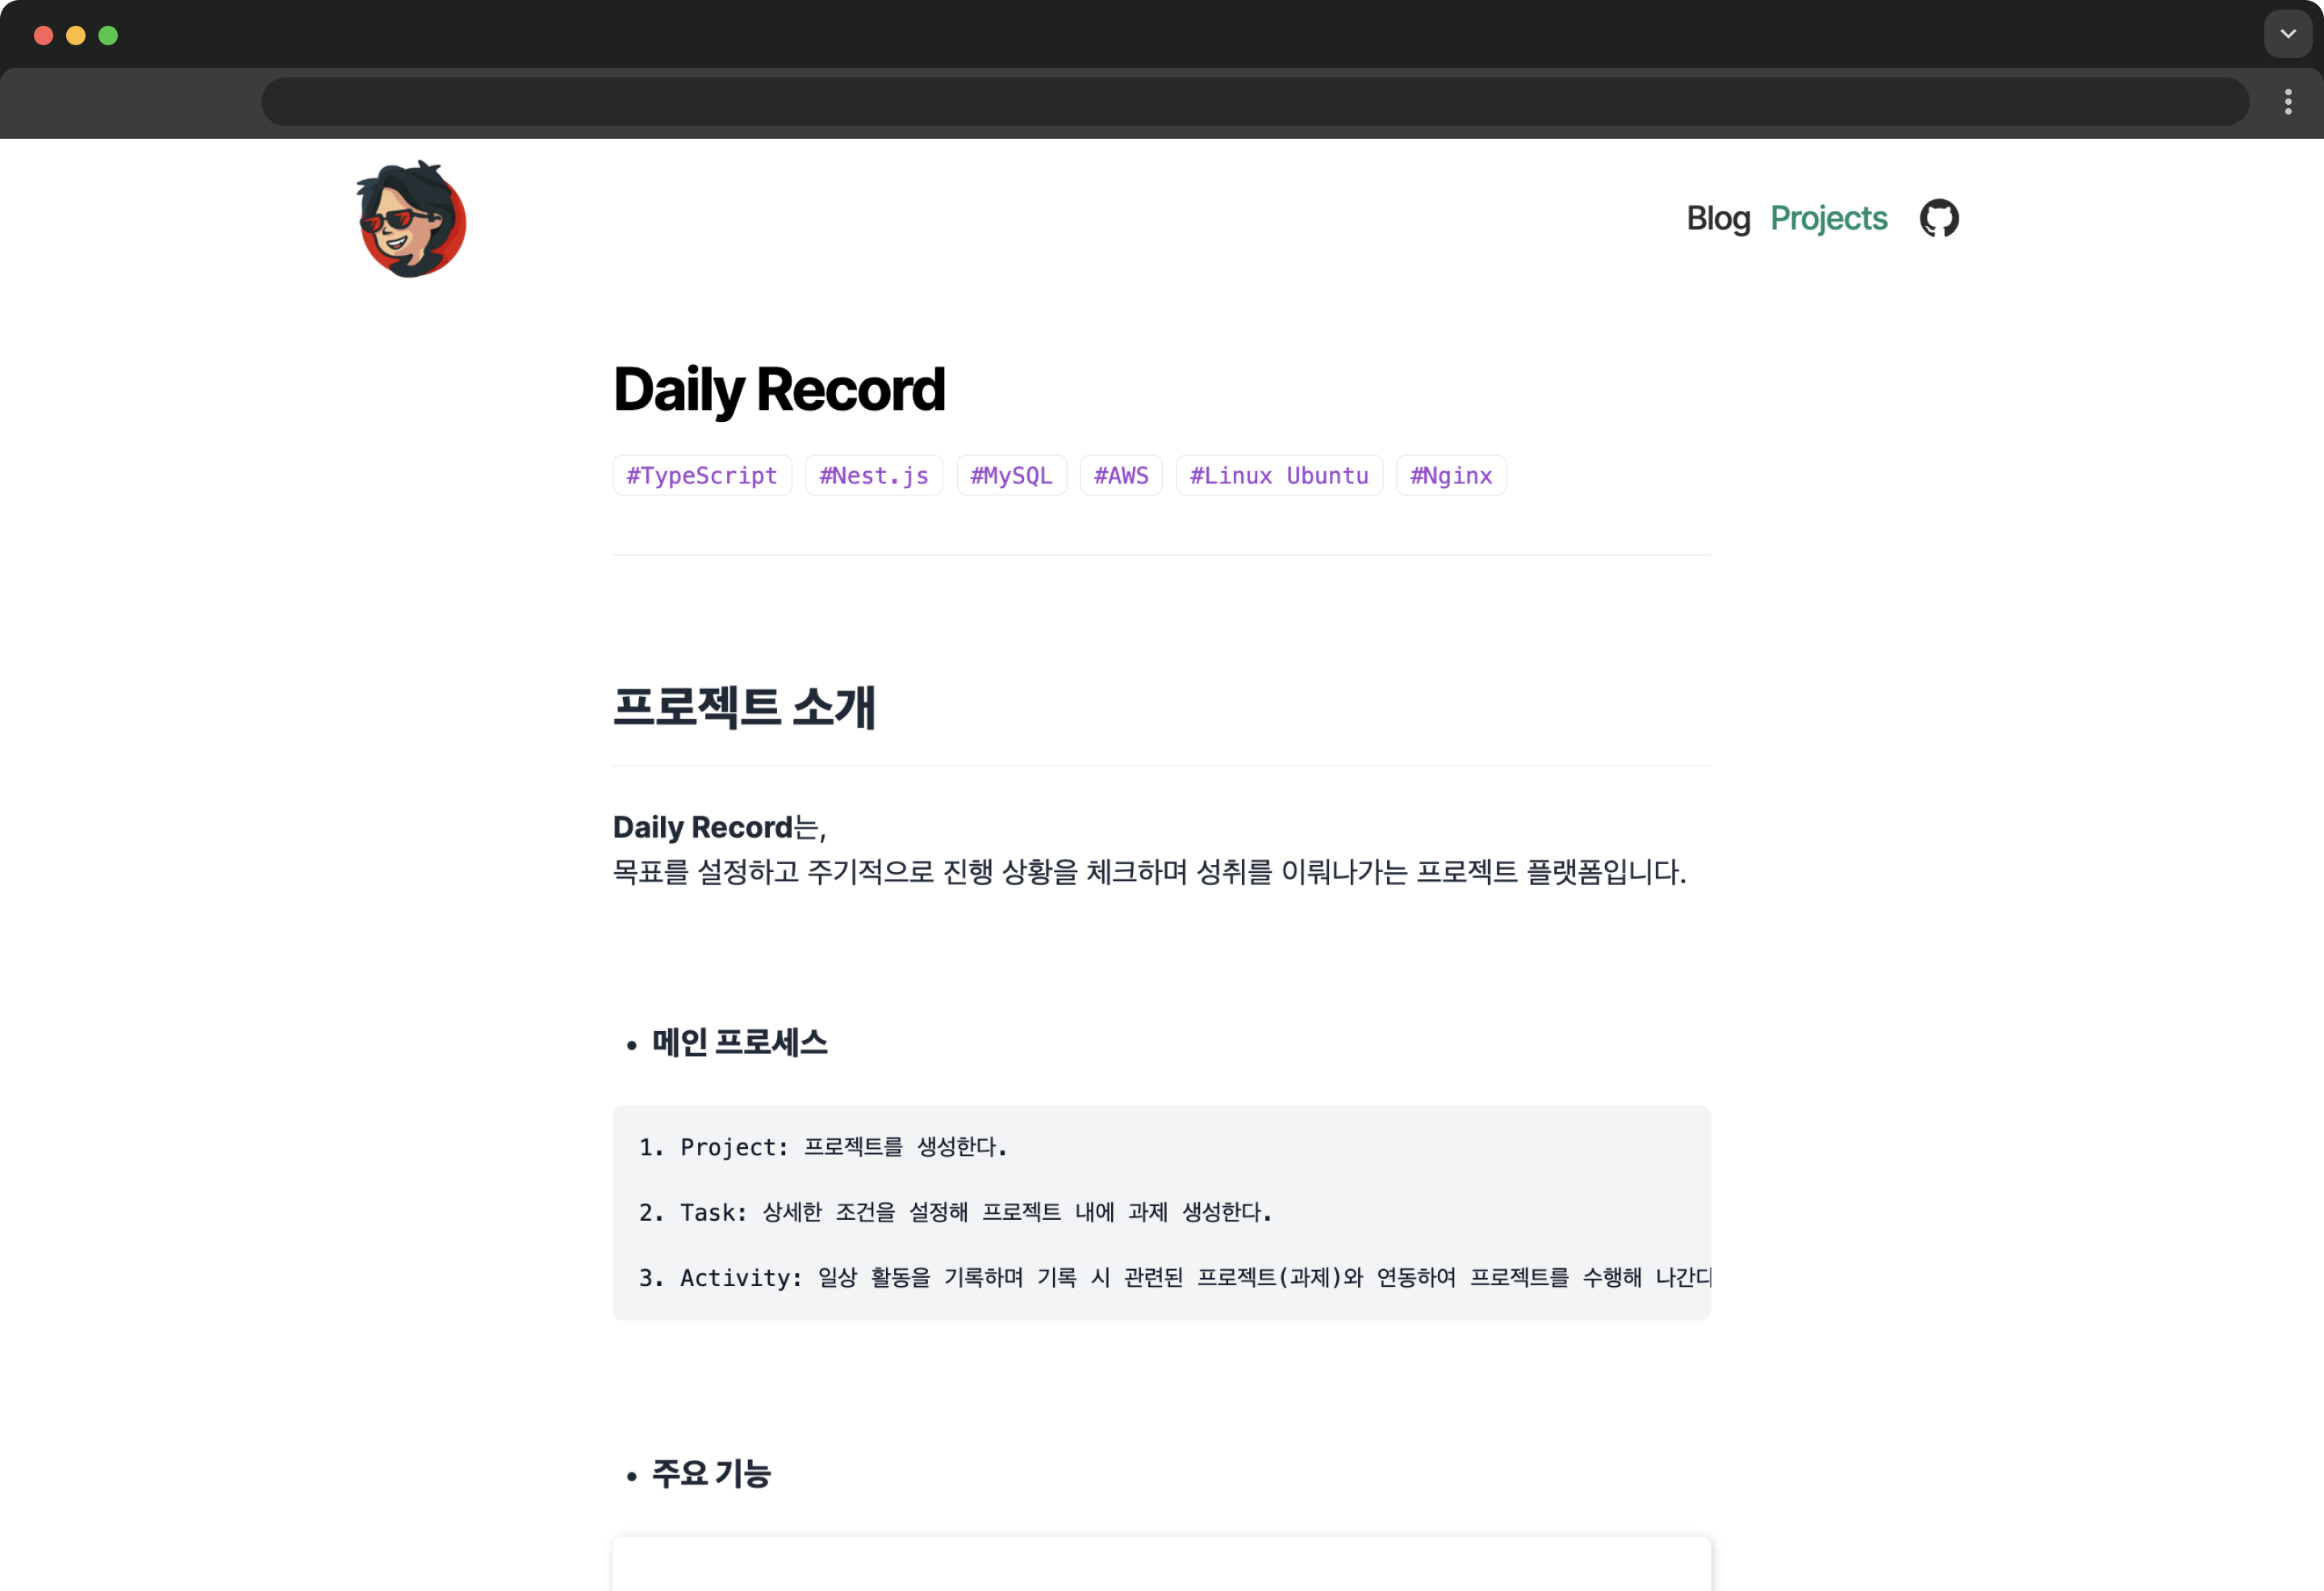 Blog Projects
Daily Record
#TypeScript #Nest.js #MySQL #AWS #Linux Ubuntu #Nginx
프로젝트 소개
Daily Record는,
목표를 설정하고 주기적으로 진행 상황을 체크하며 성취를 이뤄나가는 프로젝트 플랫폼입니다.
• 메인 프로세스
1. Project: 프로젝트를 생성한다.
2. Task: 상세한 조건을 설정해 프로젝트 내에 과제 생성한다.
3. Activity: 일상 활동을 기록하며 기록 시 관련된 프로젝트(과제)와 연동하여 프로젝트를 수행해 나간다
• 주요 기능